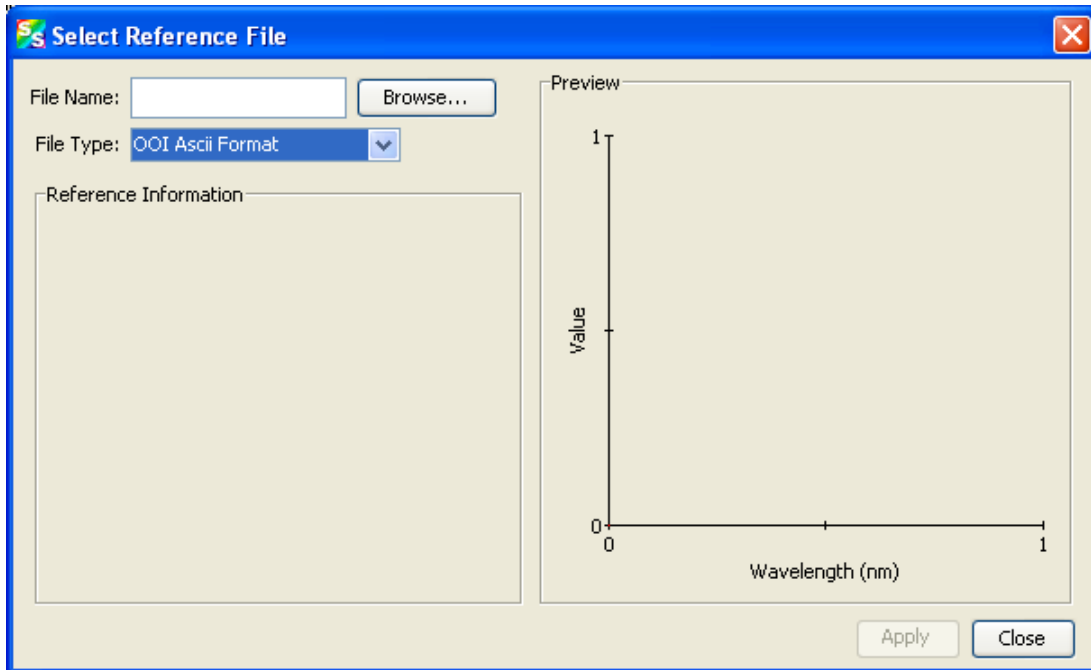 SS Select Reference File
File Name: Browse...
File Type: OOI Ascii Format
Reference Information
Preview
1
Value
0
0 1
Wavelength (nm)
Apply Close